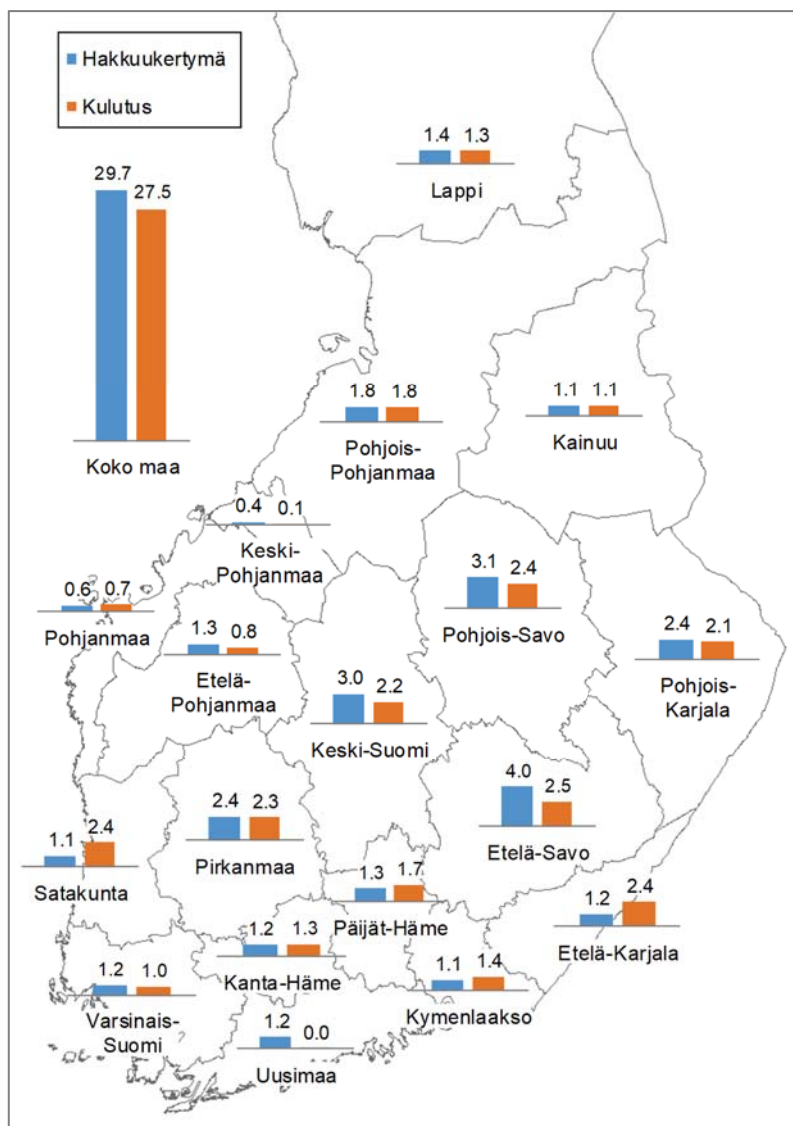 Hakkuukertymä
Kulutus
29.7 27.5
Koko maa
1.4 1.3
Lappi
1.8 1.8
Pohjois-
Pohjanmaa
1.1 1.1
Kainuu
0.4 0.1
Keski-
Pohjanmaa
0.6 0.7
Pohjanmaa
1.3 0.8
Etelä-
Pohjanmaa
3.1 2.4
Pohjois-Savo
2.4 2.1
Pohjois-
Karjala
3.0 2.2
Keski-Suomi
4.0 2.5
Etelä-Savo
2.4 2.3
Pirkanmaa
1.1 2.4
Satakunta
1.3 1.7
Päijät-Häme
1.2 2.4
Etelä-Karjala
1.2 1.3
Kanta-Häme
1.1 1.4
Kymenlaakso
1.2 1.0
Varsinais-
Suomi
1.2 0.0
Uusimaa